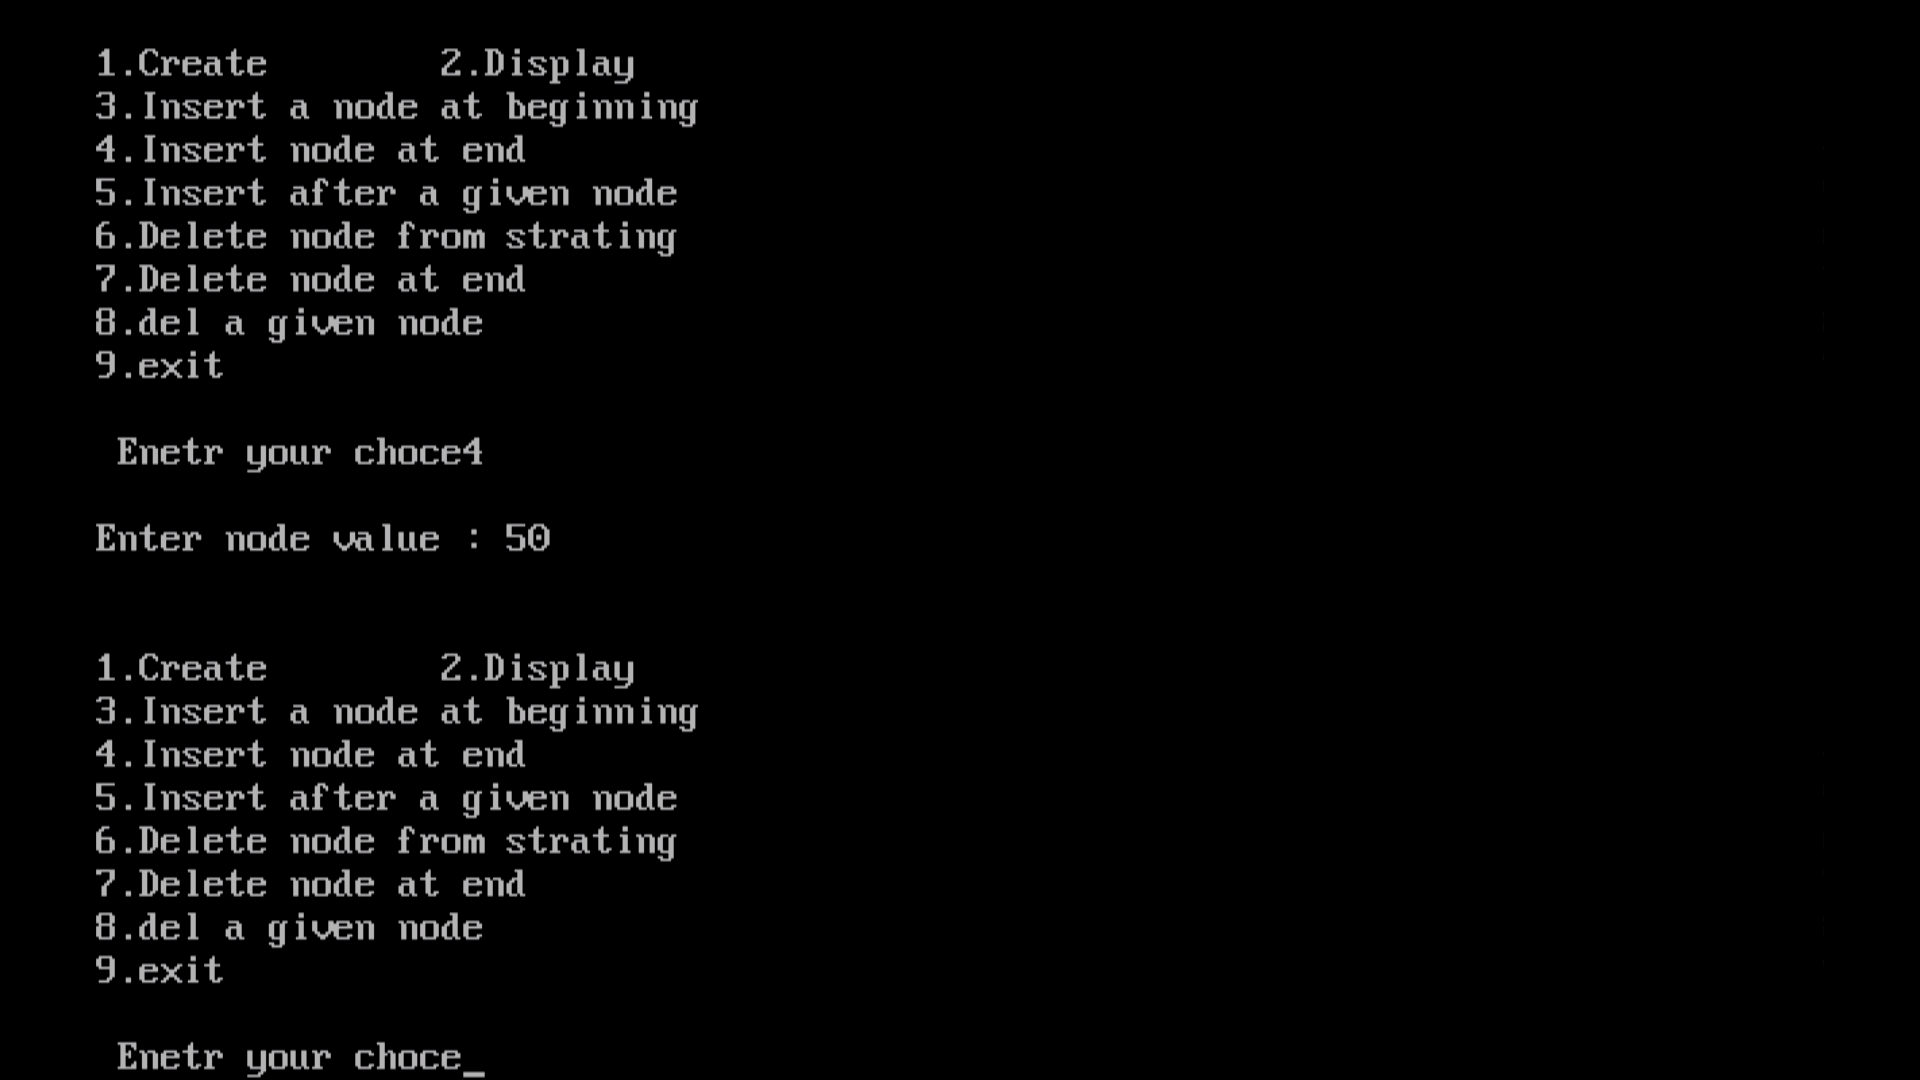 1.Create        2.Display
3.Insert a node at beginning
4.Insert node at end
5.Insert after a given node
6.Delete node from strating
7.Delete node at end
8.del a given node
9.exit
Enetr your choce4
Enter node value : 50
1.Create        2.Display
3.Insert a node at beginning
4.Insert node at end
5.Insert after a given node
6.Delete node from strating
7.Delete node at end
8.del a given node
9.exit
Enetr your choce_